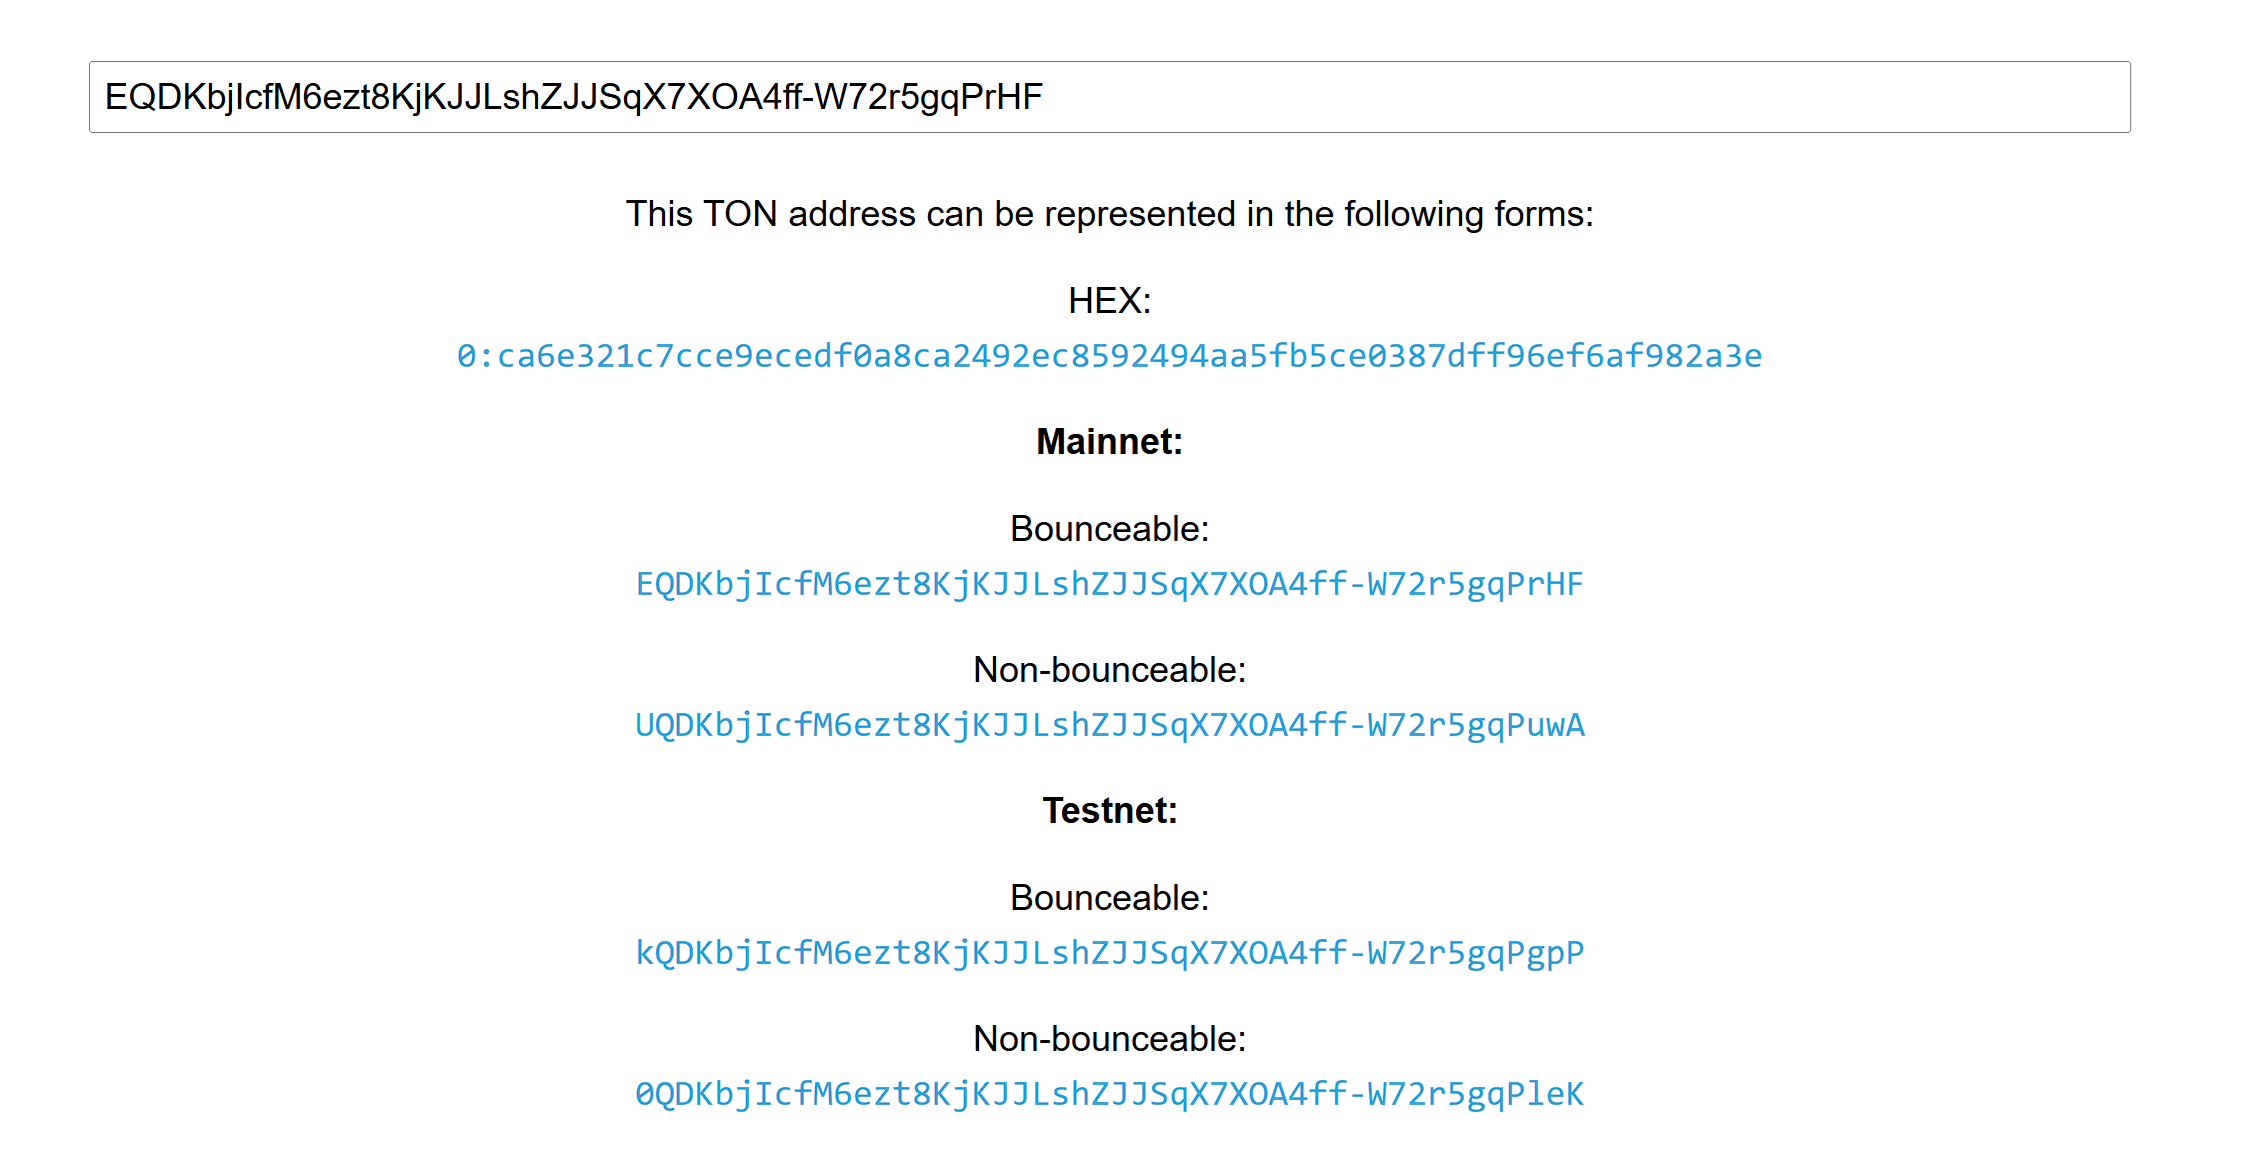 EQDKbjIcfM6ezt8KjKJJLshZJJSqX7XOA4ff-W72r5gqPrHF
This TON address can be represented in the following forms:
HEX:
0:ca6e321c7cce9ecedf0a8ca2492ec8592494aa5fb5ce0387dff96ef6af982a3e
Mainnet:
Bounceable:
EQDKbjIcfM6ezt8KjKJJLshZJJSqX7XOA4ff-W72r5gqPrHF
Non-bounceable:
UQDKbjIcfM6ezt8KjKJJLshZJJSqX7XOA4ff-W72r5gqPuwA
Testnet:
Bounceable:
kQDKbjIcfM6ezt8KjKJJLshZJJSqX7XOA4ff-W72r5gqPgpP
Non-bounceable:
0QDKbjIcfM6ezt8KjKJJLshZJJSqX7XOA4ff-W72r5gqPleK